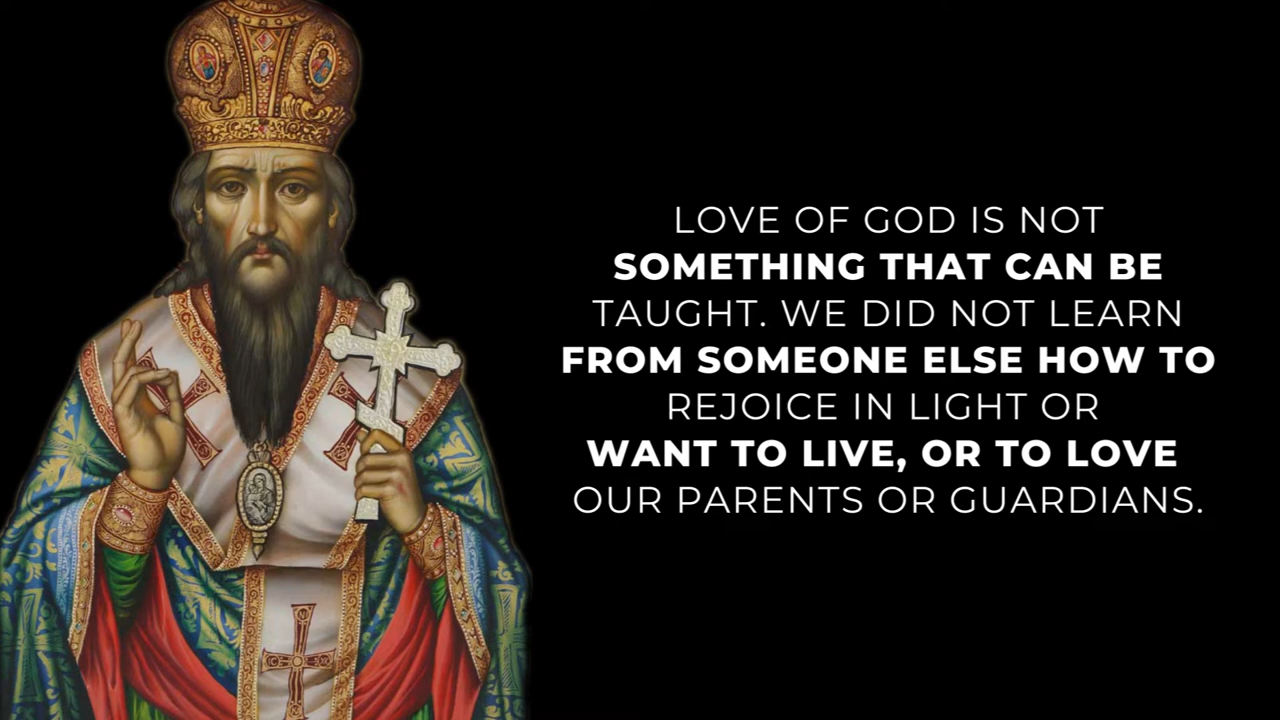 LOVE OF GOD IS NOT
SOMETHING THAT CAN BE
TAUGHT. WE DID NOT LEARN
FROM SOMEONE ELSE HOW TO
REJOICE IN LIGHT OR
WANT TO LIVE, OR TO LOVE
OUR PARENTS OR GUARDIANS.